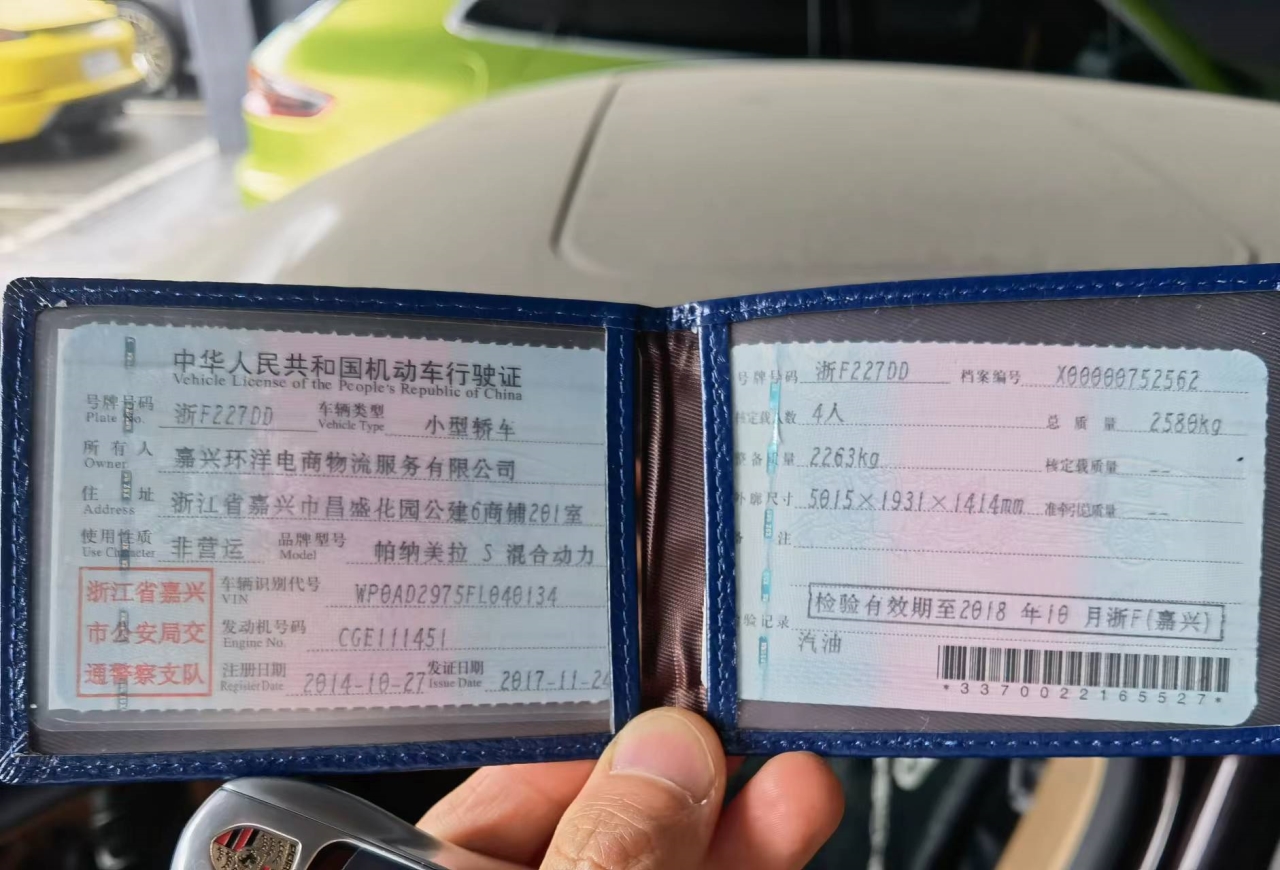 中华人民共和国机动车行驶证
Vehicle License of the People's Republic of China
号牌号码 浙F227DD 车辆类型 小型轿车
Plate No. Vehicle Type
所有人 嘉兴环洋电商物流服务有限公司
Owner
住址 浙江省嘉兴市昌盛花园公建6商铺201室
Address
使用性质 非营运 品牌型号 帕纳美拉 S 混合动力
Use Character Model
浙江省嘉兴
市公安局交
通警察支队
车辆识别代号 WP0AD2975FL040134
VIN
发动机号码 CGE111451
Engine No.
注册日期 2014-10-27 发证日期 2017-11-24
Register Date Issue Date
号牌号码 浙F227DD 档案编号 X00000752562
核定载人数 4人 总质量 2580kg
整备质量 2263kg 核定载质量 --
外廓尺寸 5015×1931×1414mm 准牵引总质量 --
备注
检验有效期至2018 年10 月浙F(嘉兴)
检验记录
汽油
*3370022165527*